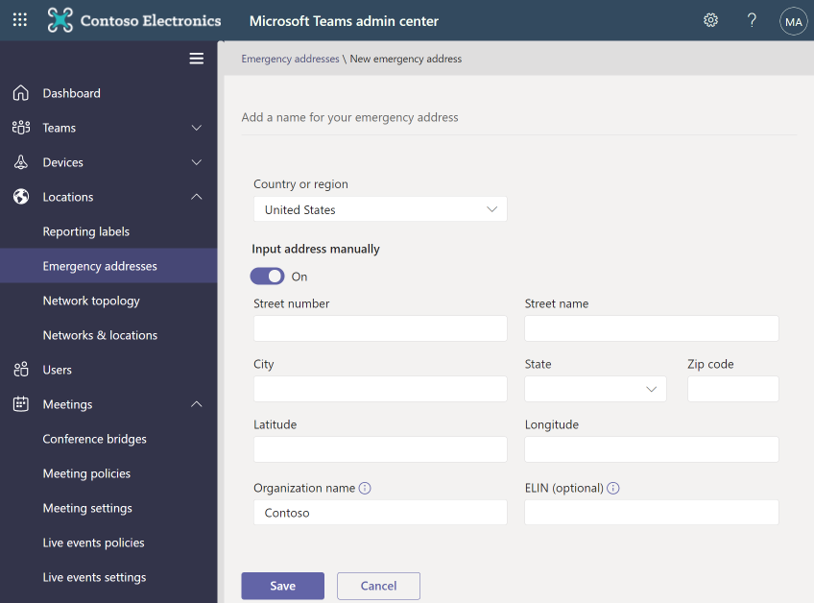 Contoso Electronics
Microsoft Teams admin center
?
MA
Emergency addresses \ New emergency address
Dashboard
Teams
Devices
Locations
Reporting labels
Emergency addresses
Network topology
Networks & locations
Users
Meetings
Conference bridges
Meeting policies
Meeting settings
Live events policies
Live events settings
Add a name for your emergency address
Country or region
United States
Input address manually
On
Street number
Street name
City
State
Zip code
Latitude
Longitude
Organization name
Contoso
ELIN (optional)
Save
Cancel